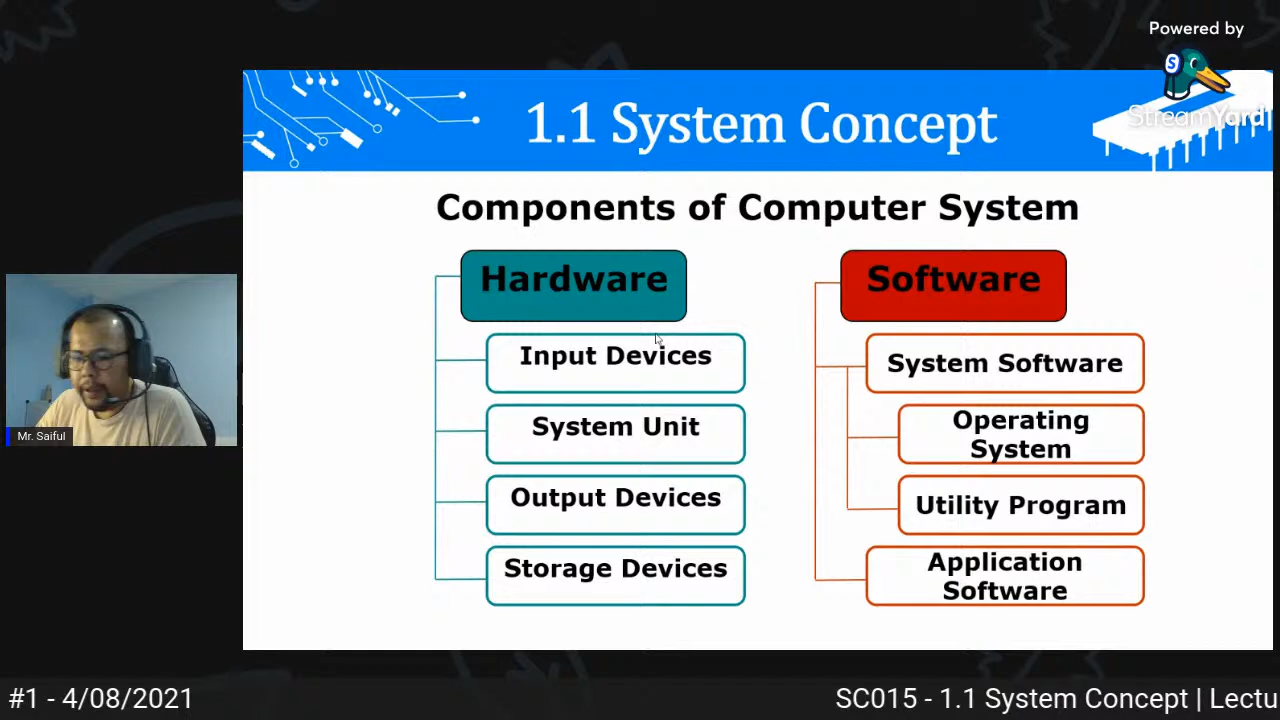 Powered by
S
StreamYard
1.1 System Concept
Components of Computer System
Hardware
Input Devices
System Unit
Output Devices
Storage Devices
Software
System Software
Operating
System
Utility Program
Application
Software
Mr. Saiful
#1 - 4/08/2021
SC015 - 1.1 System Concept | Lectu